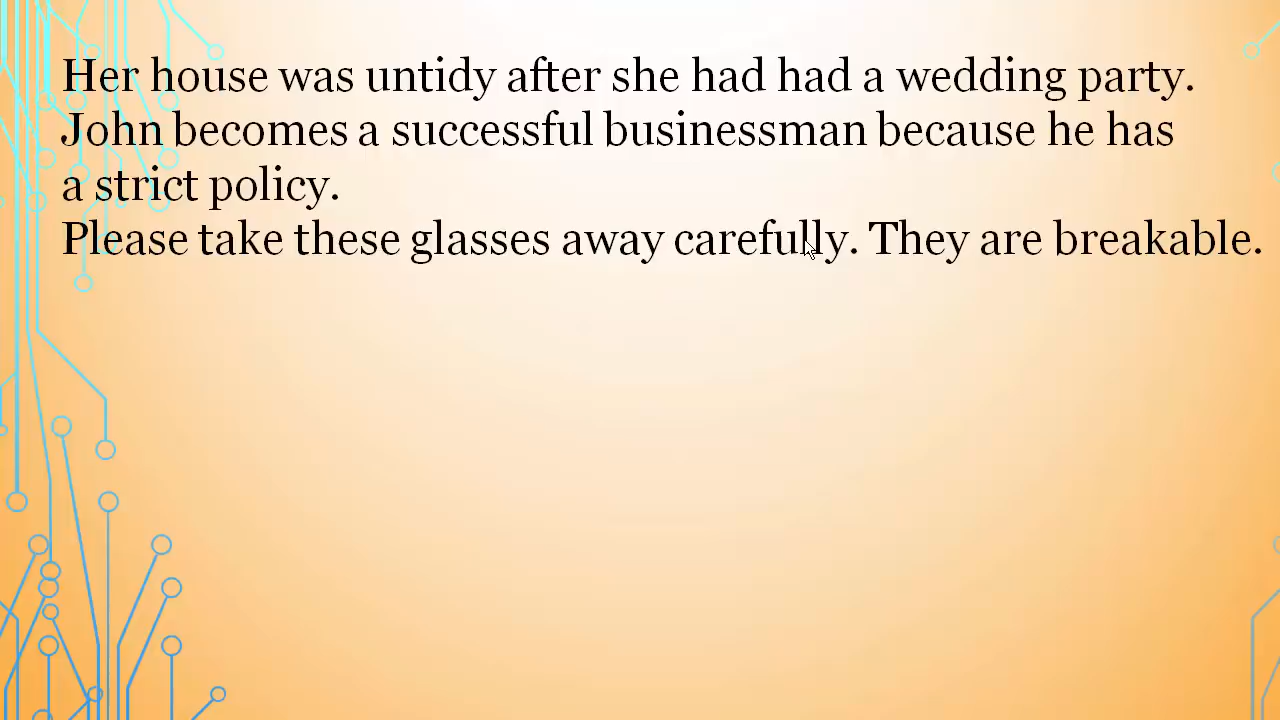 Her house was untidy after she had had a wedding party.
John becomes a successful businessman because he has
a strict policy.
Please take these glasses away carefully. They are breakable.